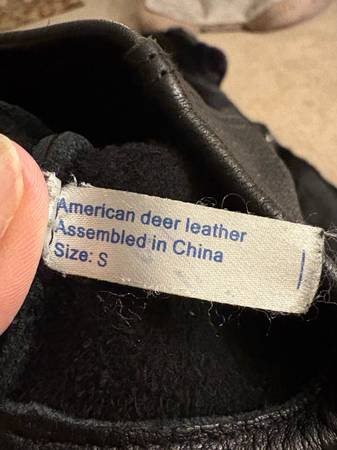 American deer leather
Assembled in China
Size: S